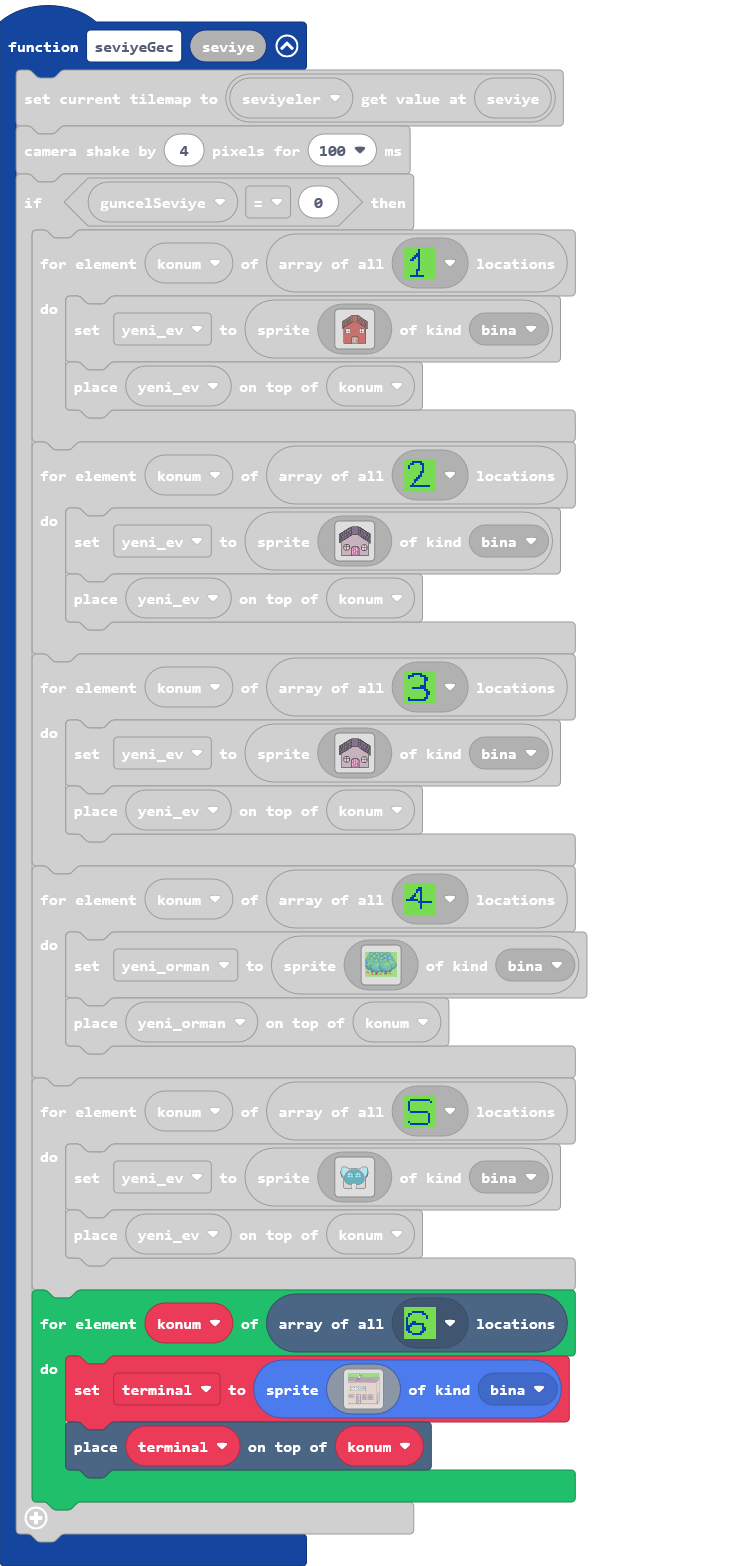 function seviyeGec seviye
set current tilemap to seviyeler get value at seviye
camera shake by 4 pixels for 100 ms
if guncelSeviye = 0 then
for element konum of array of all 1 locations
do
set yeni_ev to sprite of kind bina
place yeni_ev on top of konum
for element konum of array of all 2 locations
do
set yeni_ev to sprite of kind bina
place yeni_ev on top of konum
for element konum of array of all 3 locations
do
set yeni_ev to sprite of kind bina
place yeni_ev on top of konum
for element konum of array of all 4 locations
do
set yeni_orman to sprite of kind bina
place yeni_orman on top of konum
for element konum of array of all 5 locations
do
set yeni_ev to sprite of kind bina
place yeni_ev on top of konum
for element konum of array of all 6 locations
do
set terminal to sprite of kind bina
place terminal on top of konum